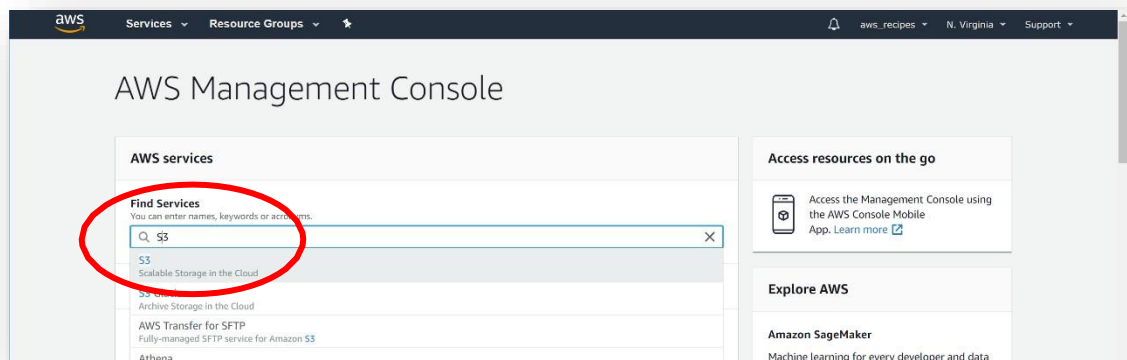 aws Services Resource Groups aws_recipes N. Virginia Support
AWS Management Console
AWS services
Find Services
You can enter names, keywords or acronyms.
S3
S3
Scalable Storage in the Cloud
S3 Glacier
Archive Storage in the Cloud
AWS Transfer for SFTP
Fully-managed SFTP service for Amazon S3
Athena
Access resources on the go
Access the Management Console using
the AWS Console Mobile
App. Learn more
Explore AWS
Amazon SageMaker
Machine learning for every developer and data